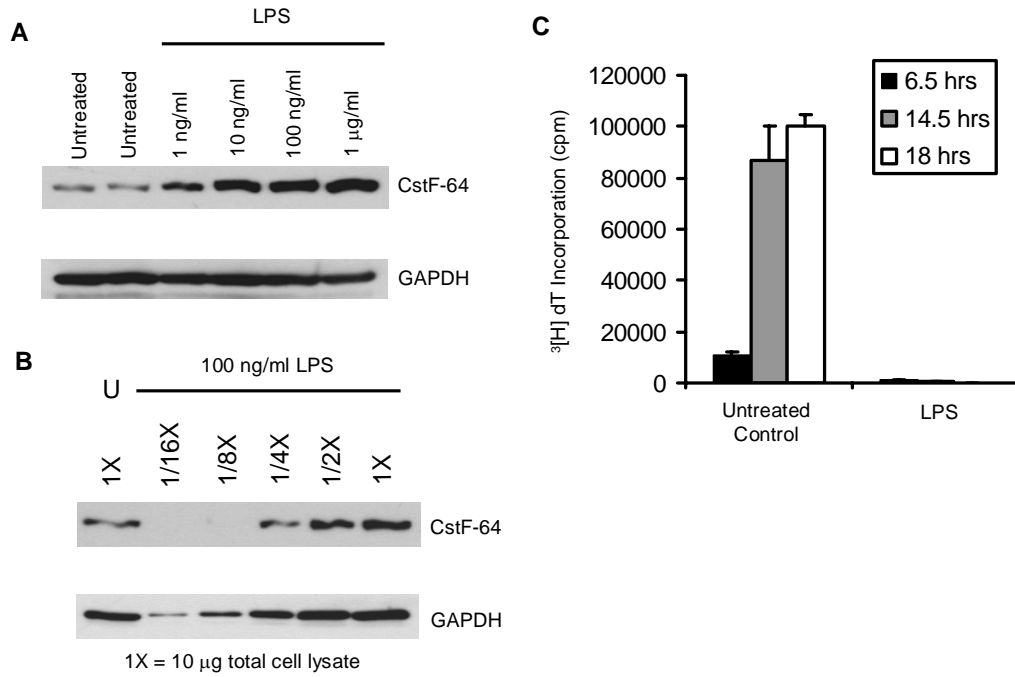 A
LPS
Untreated
Untreated
1 ng/ml
10 ng/ml
100 ng/ml
1 μg/ml
CstF-64
GAPDH
B
100 ng/ml LPS
U
1X
1/16X
1/8X
1/4X
1/2X
1X
CstF-64
GAPDH
1X = 10 μg total cell lysate
C
³[H] dT Incorporation (cpm)
120000
100000
80000
60000
40000
20000
0
6.5 hrs
14.5 hrs
18 hrs
Untreated
Control
LPS